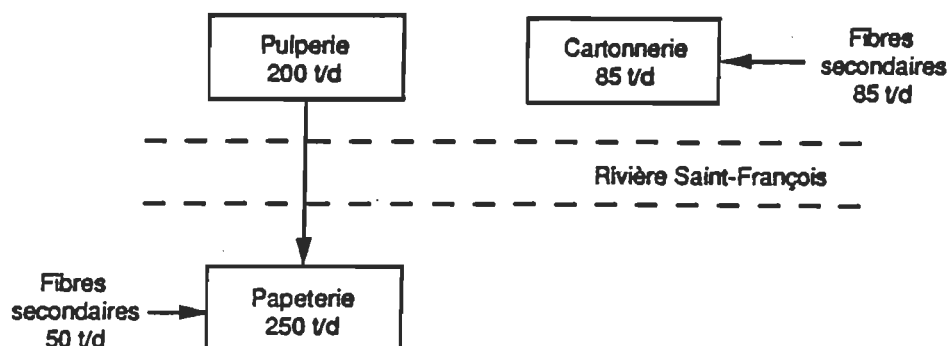 Pulperie
200 t/d
Cartonnerie
85 t/d
Fibres
secondaires
85 t/d
Rivière Saint-François
Fibres
secondaires
50 t/d
Papeterie
250 t/d